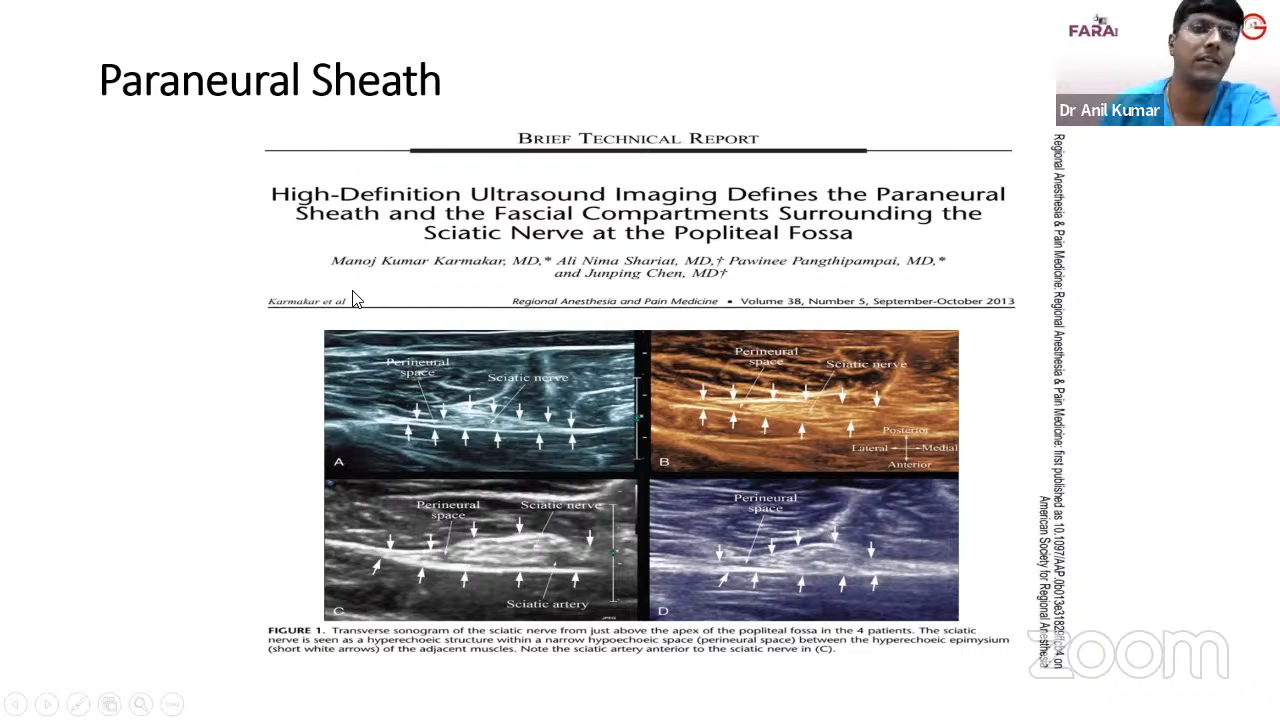 Paraneural Sheath
FARA
Dr Anil Kumar
BRIEF TECHNICAL REPORT
High-Definition Ultrasound Imaging Defines the Paraneural
Sheath and the Fascial Compartments Surrounding the
Sciatic Nerve at the Popliteal Fossa
Manoj Kumar Karmakar, MD,* Ali Nima Shariat, MD,† Pawinee Pangthipampai, MD,*
and Junping Chen, MD†
Karmakar et al
Regional Anesthesia and Pain Medicine • Volume 38, Number 5, September-October 2013
Perineural
space
Sciatic nerve
A
Perineural
space
Sciatic nerve
Posterior
Lateral
Medial
Anterior
B
Perineural
space
Sciatic nerve
Sciatic artery
C
Perineural
space
D
FIGURE 1. Transverse sonogram of the sciatic nerve from just above the apex of the popliteal fossa in the 4 patients. The sciatic
nerve is seen as a hyperechoic structure within a narrow hypoechoic space (perineural space) between the hyperechoic epimysium
(short white arrows) of the adjacent muscles. Note the sciatic artery anterior to the sciatic nerve in (C).
Regional Anesthesia & Pain Medicine: Regional Anesthesia & Pain Medicine: first published as on
American Society for Regional Anesthesia
zoom